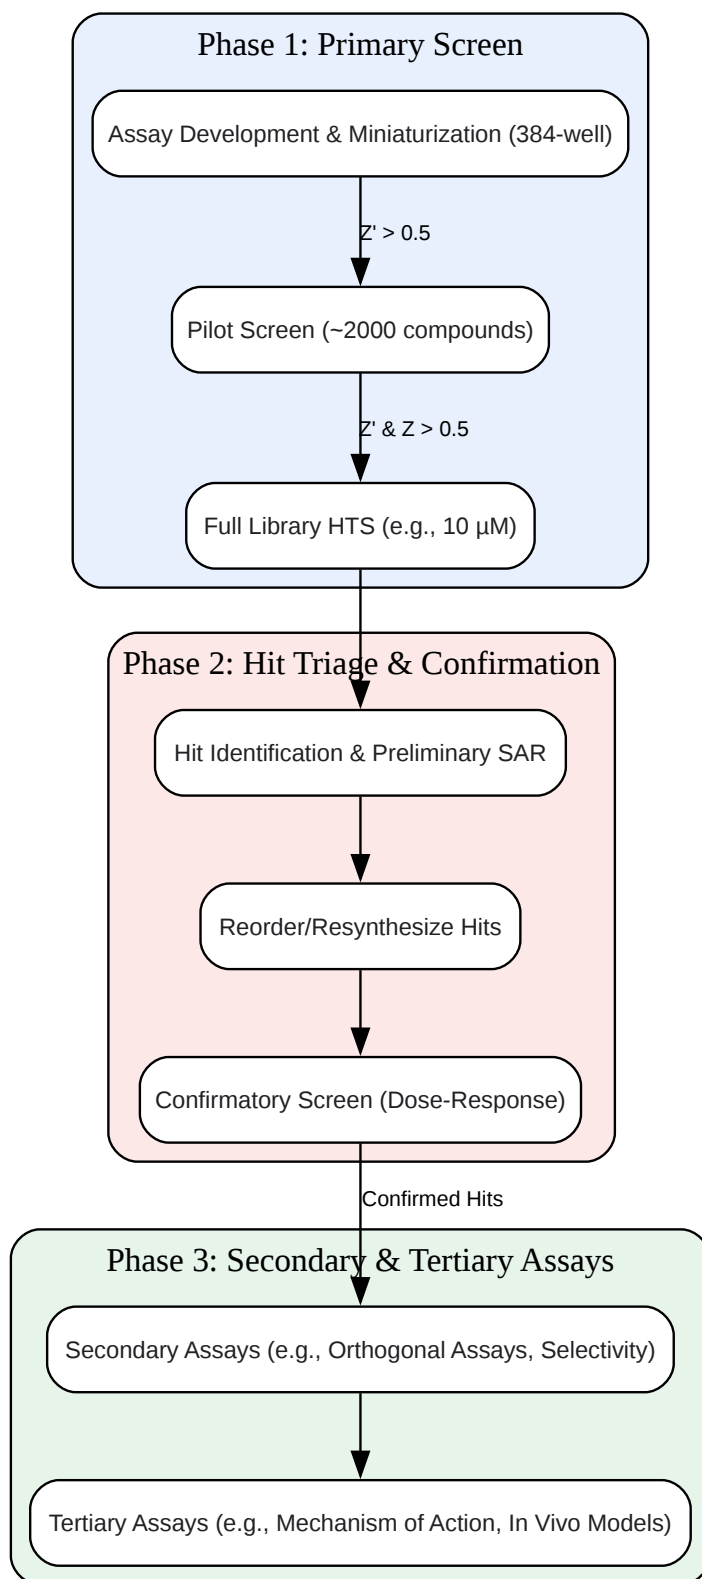 Phase 1: Primary Screen
Assay Development & Miniaturization (384-well)
Z' > 0.5
Pilot Screen (~2000 compounds)
Z' & Z > 0.5
Full Library HTS (e.g., 10 µM)
Phase 2: Hit Triage & Confirmation
Hit Identification & Preliminary SAR
Reorder/Resynthesize Hits
Confirmatory Screen (Dose-Response)
Confirmed Hits
Phase 3: Secondary & Tertiary Assays
Secondary Assays (e.g., Orthogonal Assays, Selectivity)
Tertiary Assays (e.g., Mechanism of Action, In Vivo Models)